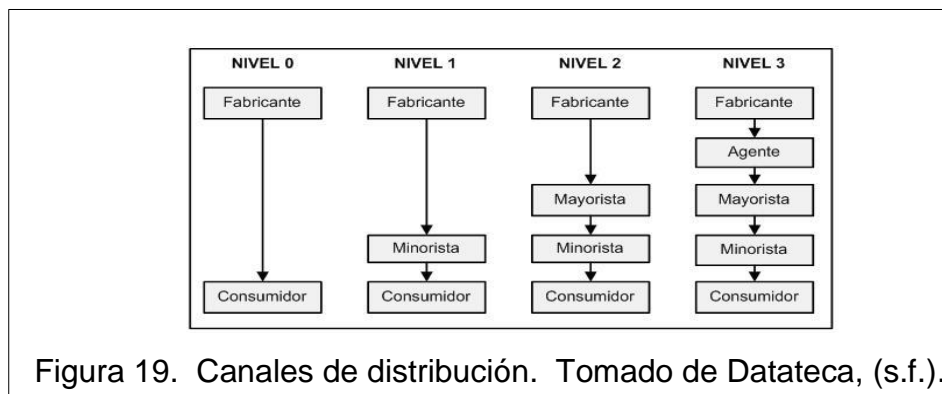 NIVEL 0 NIVEL 1 NIVEL 2 NIVEL 3
Fabricante Fabricante Fabricante Fabricante
Agente
Mayorista Mayorista
Minorista Minorista Minorista
Consumidor Consumidor Consumidor Consumidor
Figura 19. Canales de distribución. Tomado de Datateca, (s.f.).